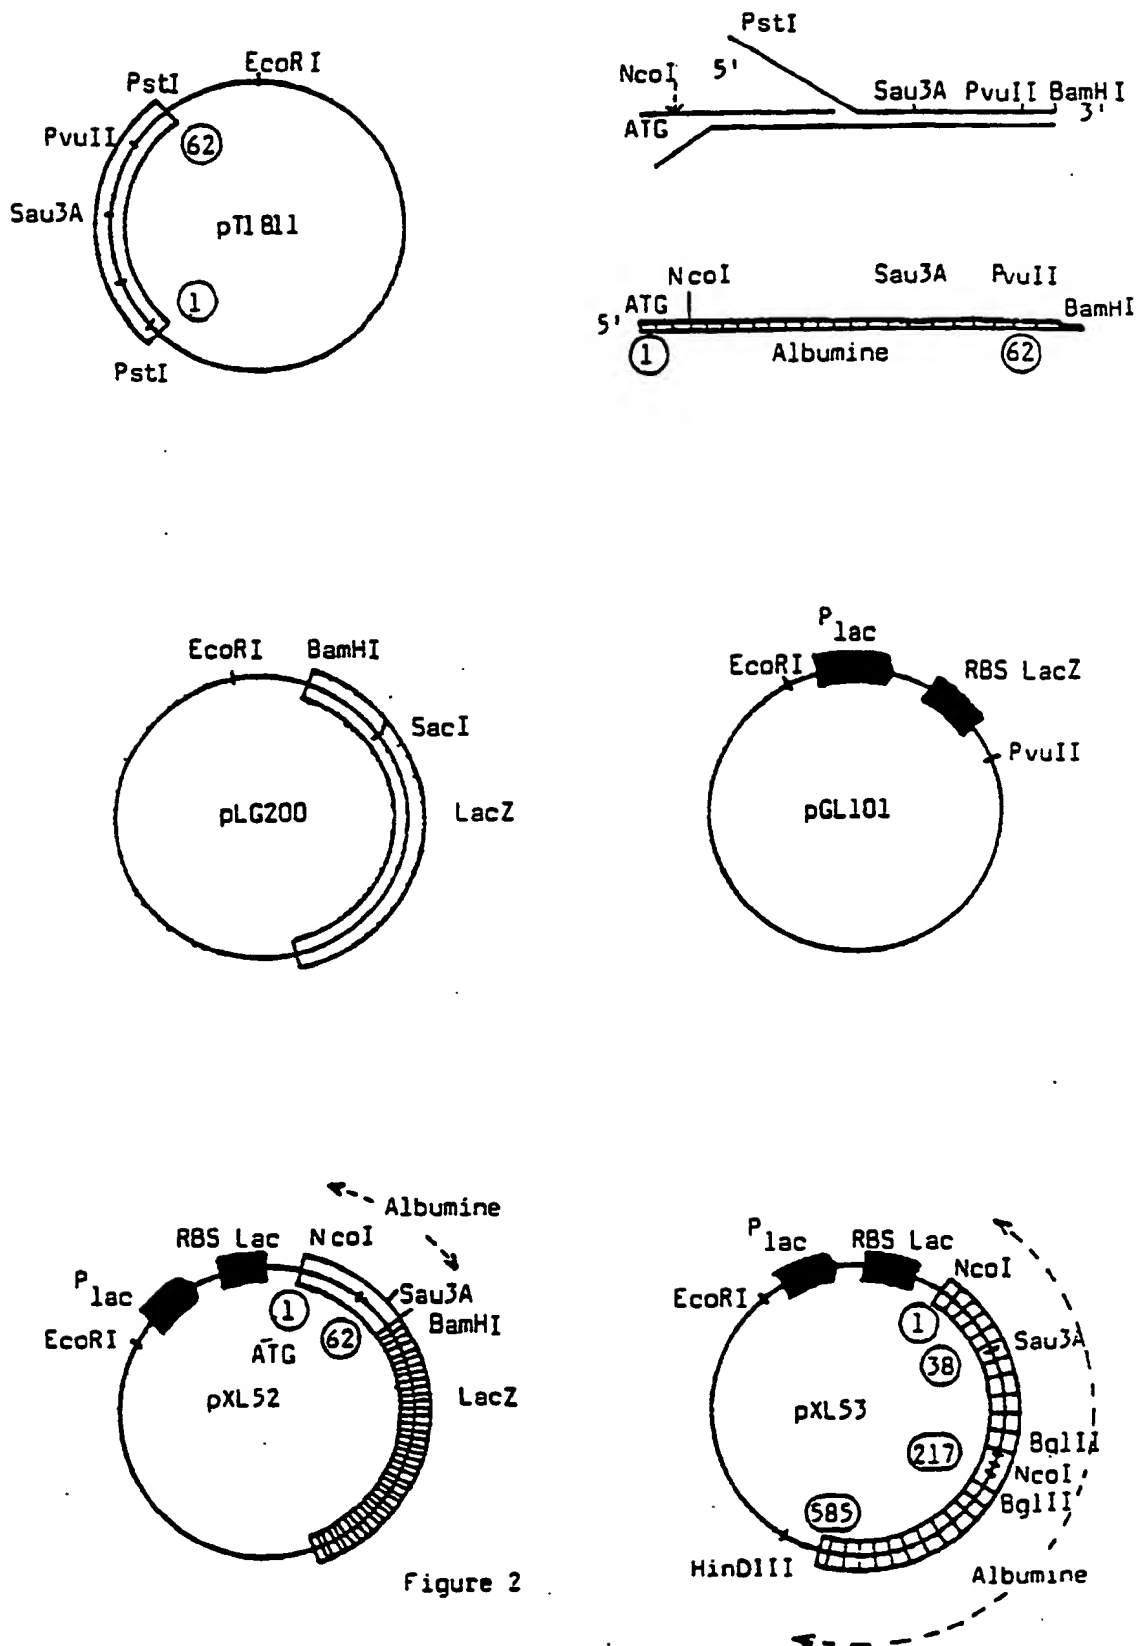 EcoRI
PstI
PvuII
62
Sau3A
pT1811
1
PstI
PstI
NcoI
5'
Sau3A
PvuII
BamHI
3'
ATG
NcoI
Sau3A
PvuII
ATG
BamHI
5'
1
Albumine
62
EcoRI
BamHI
SacI
pLG200
LacZ
P lac
EcoRI
RBS LacZ
PvuII
pGL101
Albumine
RBS Lac
NcoI
P lac
Sau3A
1
BamHI
EcoRI
62
ATG
pXL52
LacZ
P lac
RBS Lac
NcoI
EcoRI
1
Sau3A
38
pXL53
BglII
217
NcoI
BglII
585
HinDIII
Albumine
Figure 2